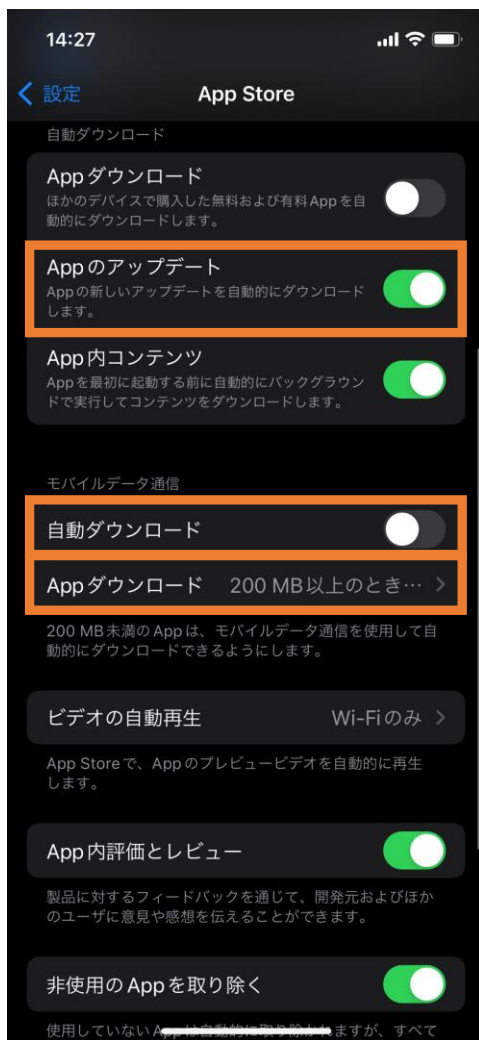 14:27
設定
App Store
自動ダウンロード
Appダウンロード
ほかのデバイスで購入した無料および有料Appを自
動的にダウンロードします。
Appのアップデート
Appの新しいアップデートを自動的にダウンロード
します。
App内コンテンツ
Appを最初に起動する前に自動的にバックグラウン
ドで実行してコンテンツをダウンロードします。
モバイルデータ通信
自動ダウンロード
Appダウンロード 200 MB以上のとき…
200 MB未満のAppは、モバイルデータ通信を使用して自
動的にダウンロードできるようにします。
ビデオの自動再生 Wi-Fiのみ
App Storeで、Appのプレビュービデオを自動的に再生
します。
App内評価とレビュー
製品に対するフィードバックを通じて、開発元およびほか
のユーザに意見や感想を伝えることができます。
非使用のAppを取り除く
使用していないAppは自動的に取り除かれますが、すべて